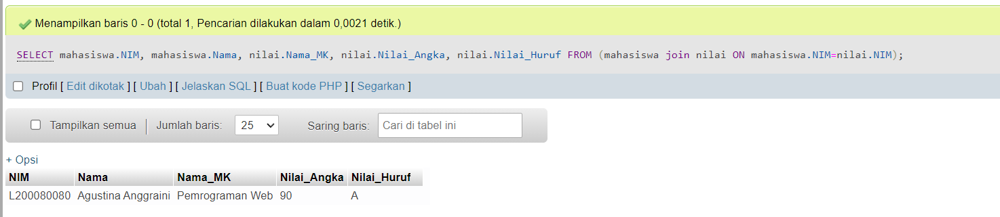 Menampilkan baris 0 - 0 (total 1, Pencarian dilakukan dalam 0,0021 detik.)
SELECT mahasiswa.NIM, mahasiswa.Nama, nilai.Nama_MK, nilai.Nilai_Angka, nilai.Nilai_Huruf FROM (mahasiswa join nilai ON mahasiswa.NIM=nilai.NIM);
Profil [ Edit dikotak ] [ Ubah ] [ Jelaskan SQL ] [ Buat kode PHP ] [ Segarkan ]
Tampilkan semua | Jumlah baris: 25 Saring baris: Cari di tabel ini
+ Opsi
NIM Nama Nama_MK Nilai_Angka Nilai_Huruf
L200080080 Agustina Anggraini Pemrograman Web 90 A